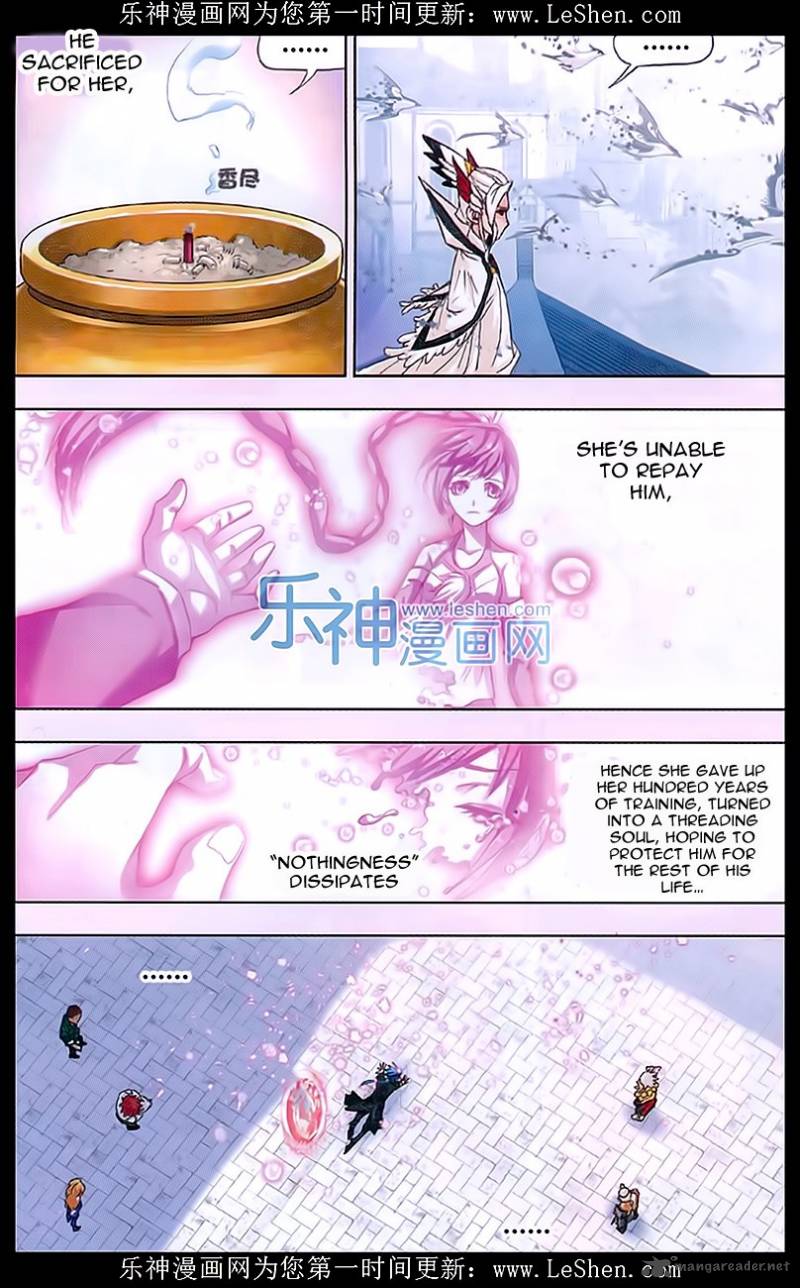 乐神漫画网为您第一时间更新：www.LeShen.com
HE
SACRIFICED
FOR HER,
......
......
香尽
SHE'S UNABLE
TO REPAY
HIM,
乐神漫画网
www.leshen.com
HENCE SHE GAVE UP
HER HUNDRED YEARS
OF TRAINING, TURNED
INTO A THREADING
SOUL, HOPING TO
PROTECT HIM FOR
THE REST OF HIS
LIFE...
"NOTHINGNESS"
DISSIPATES
......
......
乐神漫画网为您第一时间更新：www.LeShen.com
mangareader.net